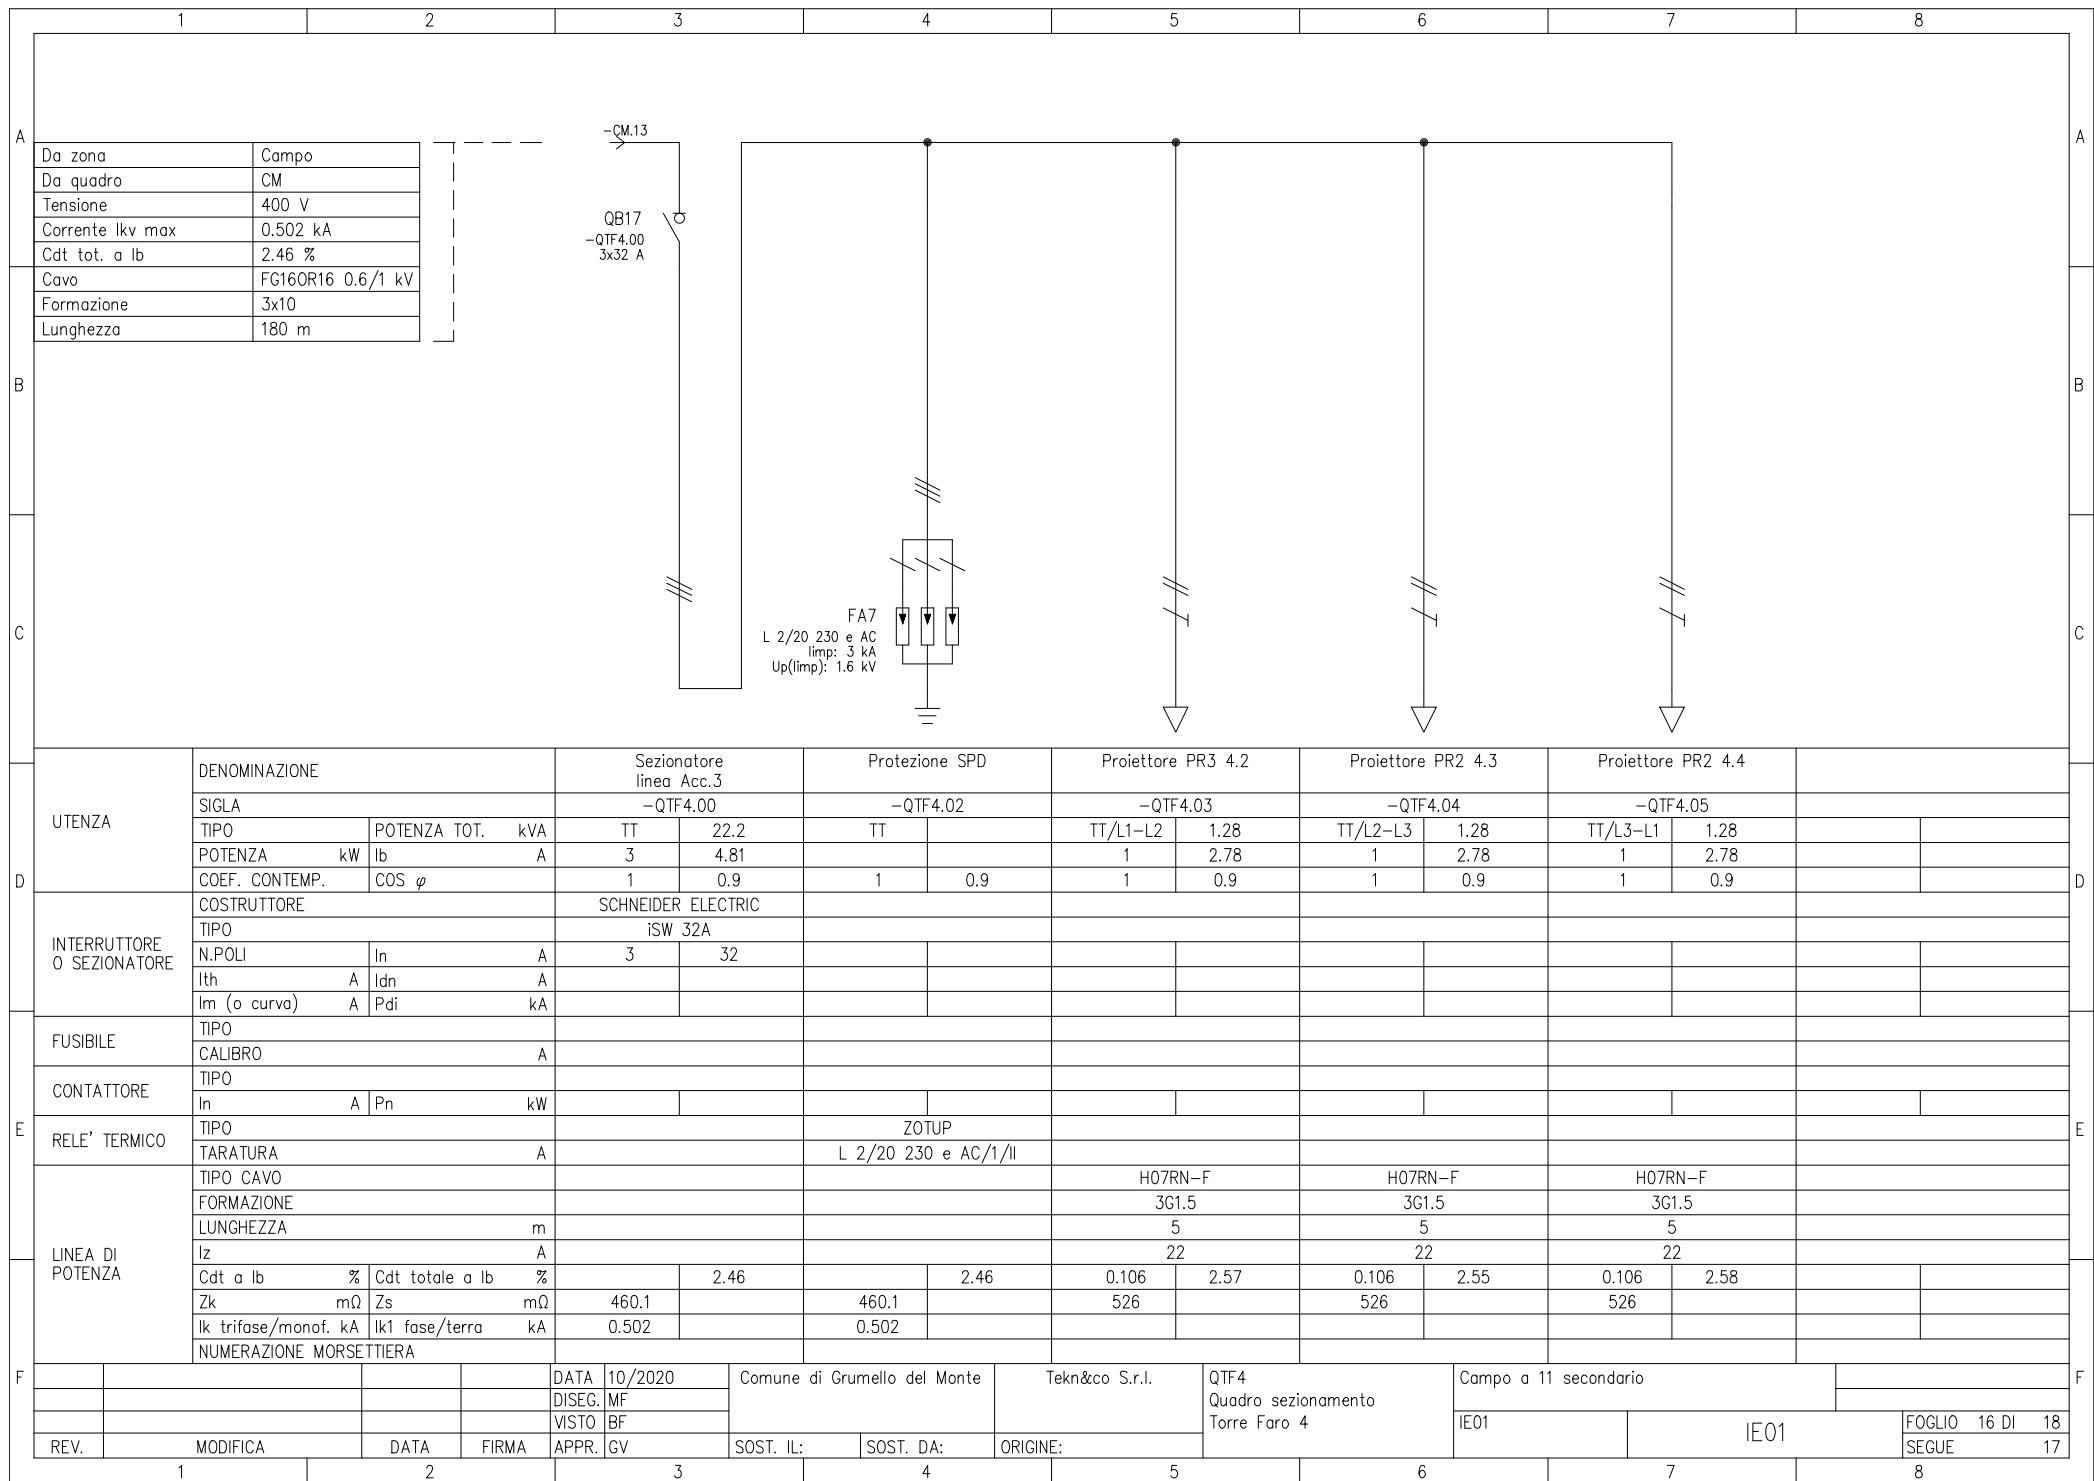 1 2 3 4 5 6 7 8
A A
-CM.13
Da zona Campo
Da quadro CM
Tensione 400 V
Corrente Ikv max 0.502 kA
Cdt tot. a Ib 2.46 %
Cavo FG16OR16 0.6/1 kV
Formazione 3x10
Lunghezza 180 m
QB17
-QTF4.00
3x32 A
B B
C C
FA7
L 2/20 230 e AC
Iimp: 3 kA
Up(Iimp): 1.6 kV
UTENZA
DENOMINAZIONE Sezionatore linea Acc.3 Protezione SPD Proiettore PR3 4.2 Proiettore PR2 4.3 Proiettore PR2 4.4
SIGLA -QTF4.00 -QTF4.02 -QTF4.03 -QTF4.04 -QTF4.05
TIPO POTENZA TOT. kVA TT 22.2 TT TT/L1-L2 1.28 TT/L2-L3 1.28 TT/L3-L1 1.28
POTENZA kW Ib A 3 4.81 1 2.78 1 2.78 1 2.78
D D
COEF. CONTEMP. COS φ 1 0.9 1 0.9 1 0.9 1 0.9 1 0.9
INTERRUTTORE
O SEZIONATORE
COSTRUTTORE SCHNEIDER ELECTRIC
TIPO iSW 32A
N.POLI In A 3 32
Ith A Idn A
Im (o curva) A Pdi kA
FUSIBILE
TIPO
CALIBRO A
CONTATTORE
TIPO
In A Pn kW
E E
RELE' TERMICO
TIPO ZOTUP
TARATURA A L 2/20 230 e AC/1/II
LINEA DI
POTENZA
TIPO CAVO H07RN-F H07RN-F H07RN-F
FORMAZIONE 3G1.5 3G1.5 3G1.5
LUNGHEZZA m 5 5 5
Iz A 22 22 22
Cdt a Ib % Cdt totale a Ib % 2.46 2.46 0.106 2.57 0.106 2.55 0.106 2.58
Zk mΩ Zs mΩ 460.1 460.1 526 526 526
Ik trifase/monof. kA Ik1 fase/terra kA 0.502 0.502
NUMERAZIONE MORSETTIERA
F F
DATA 10/2020 Comune di Grumello del Monte Tekn&co S.r.l. QTF4 Campo a 11 secondario
DISEG. MF Quadro sezionamento
VISTO BF Torre Faro 4 IE01 IE01 FOGLIO 16 DI 18
REV. MODIFICA DATA FIRMA APPR. GV SOST. IL: SOST. DA: ORIGINE: SEGUE 17
1 2 3 4 5 6 7 8